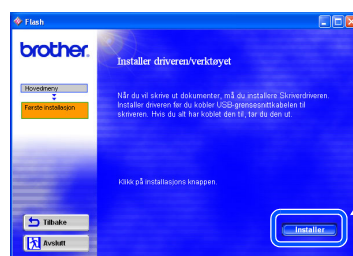 Flash
brother.
Installer driveren/verktøyet
Hovedmeny
Første installasjon
Når du vil skrive ut dokumenter, må du installere Skriverdriveren.
Installer driveren før du kobler USB-grensesnittkabelen til
skriveren. Hvis du alt har koblet den til, tar du den ut.
Klikk på installasjons knappen.
Tilbake
Avslutt
Installer